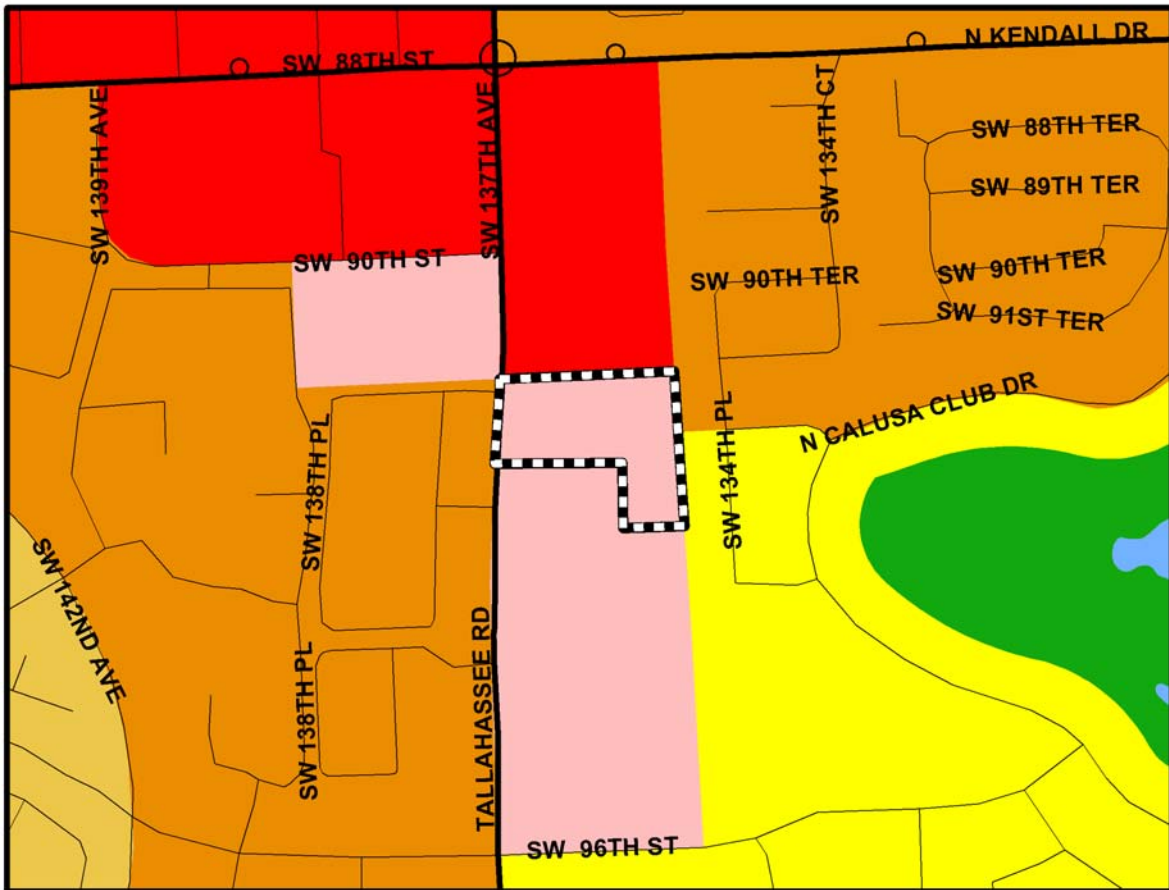 N KENDALL DR
SW 88TH ST
SW 139TH AVE
SW 137TH AVE
SW 134TH CT
SW 88TH TER
SW 89TH TER
SW 90TH ST
SW 90TH TER
SW 90TH TER
SW 91ST TER
N CALUSA CLUB DR
SW 138TH PL
SW 134TH PL
SW 142ND AVE
TALLAHASSEE RD
SW 138TH PL
SW 96TH ST